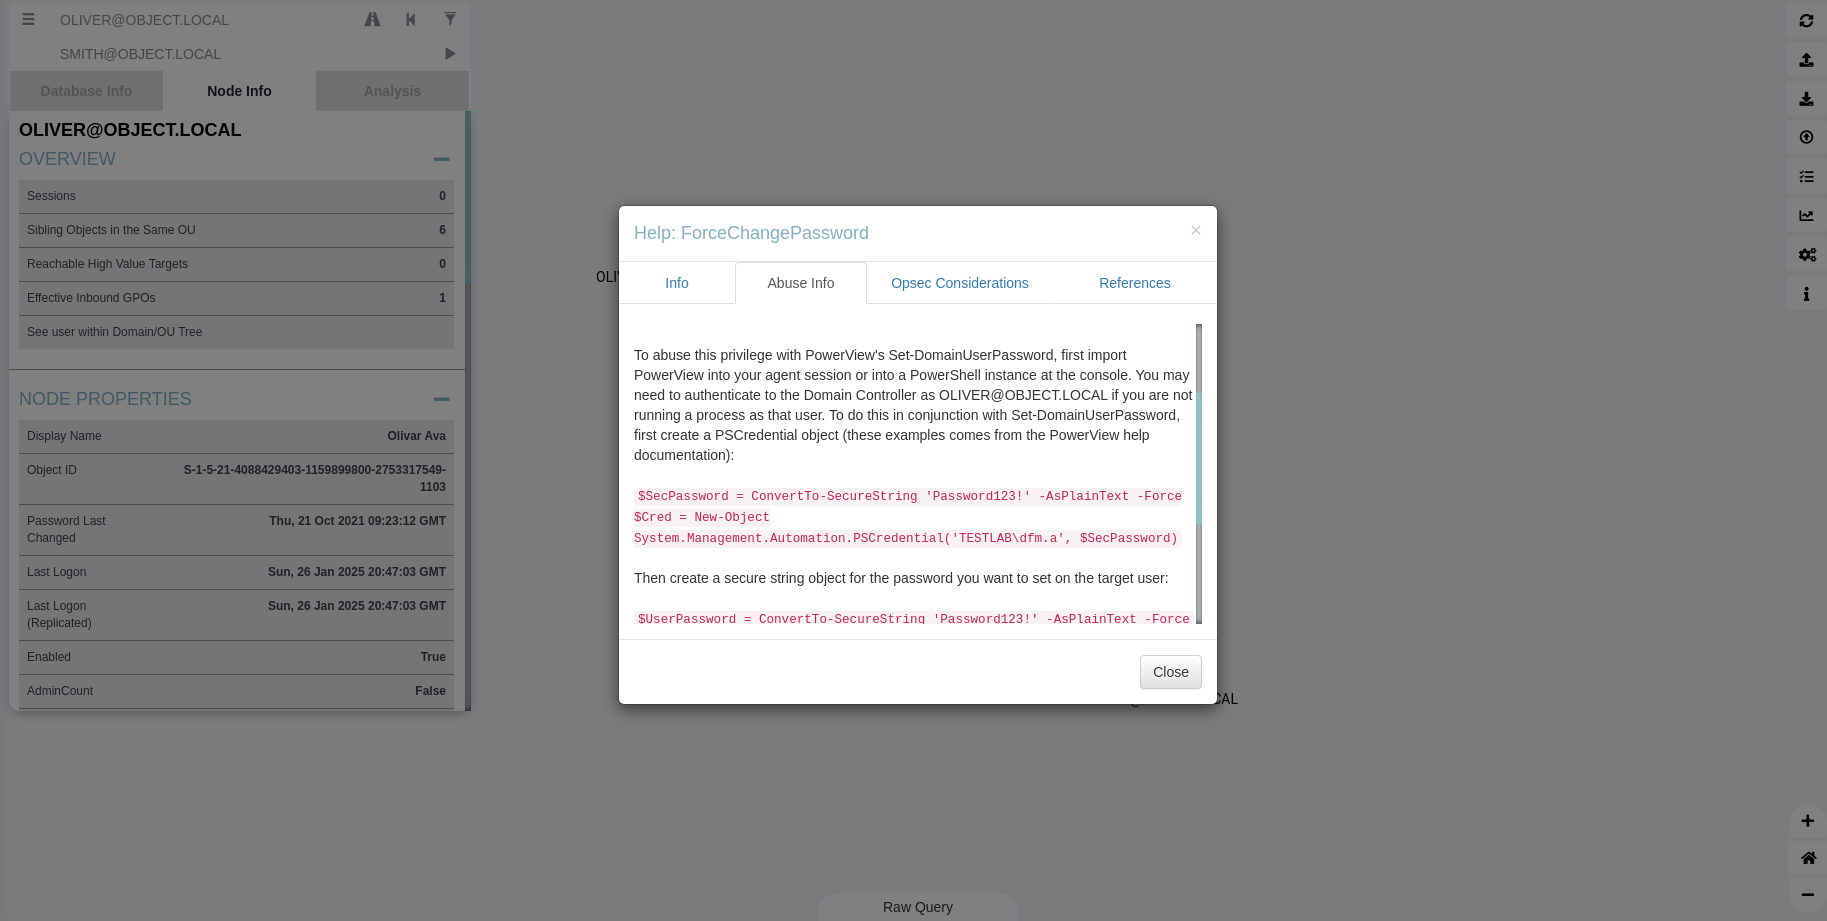 OLIVER@OBJECT.LOCAL
SMITH@OBJECT.LOCAL
Database Info
Node Info
Analysis
OLIVER@OBJECT.LOCAL
OVERVIEW
Sessions 0
Sibling Objects in the Same OU 6
Reachable High Value Targets 0
Effective Inbound GPOs 1
See user within Domain/OU Tree
NODE PROPERTIES
Display Name Olivar Ava
Object ID S-1-5-21-4088429403-1159899800-2753317549-
1103
Password Last Thu, 21 Oct 2021 09:23:12 GMT
Changed
Last Logon Sun, 26 Jan 2025 20:47:03 GMT
Last Logon Sun, 26 Jan 2025 20:47:03 GMT
(Replicated)
Enabled True
AdminCount False
Help: ForceChangePassword ×
Info
Abuse Info
Opsec Considerations
References
To abuse this privilege with PowerView's Set-DomainUserPassword, first import
PowerView into your agent session or into a PowerShell instance at the console. You may
need to authenticate to the Domain Controller as OLIVER@OBJECT.LOCAL if you are not
running a process as that user. To do this in conjunction with Set-DomainUserPassword,
first create a PSCredential object (these examples comes from the PowerView help
documentation):
$SecPassword = ConvertTo-SecureString 'Password123!' -AsPlainText -Force
$Cred = New-Object
System.Management.Automation.PSCredential('TESTLAB\dfm.a', $SecPassword)
Then create a secure string object for the password you want to set on the target user:
$UserPassword = ConvertTo-SecureString 'Password123!' -AsPlainText -Force
Close
Raw Query